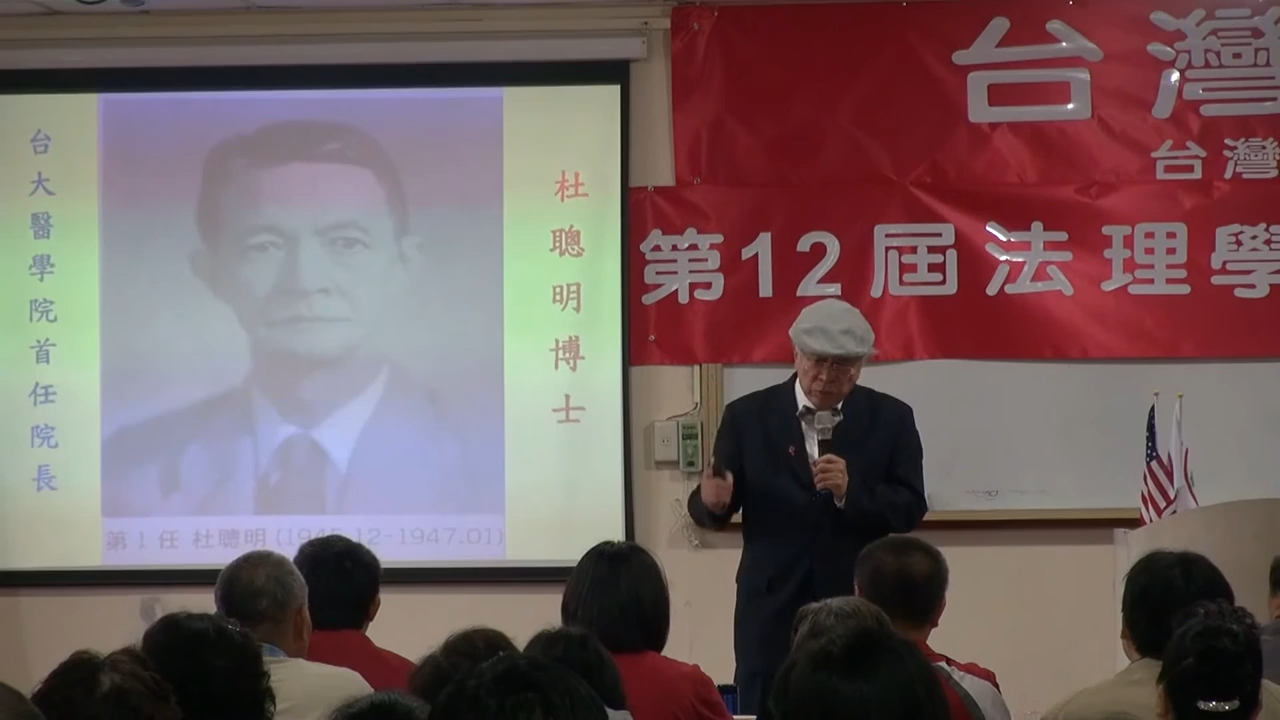 台大醫學院首任院長
杜聰明博士
第1任 杜聰明 (1945.12-1947.01)
台灣
台灣
第12屆法理學